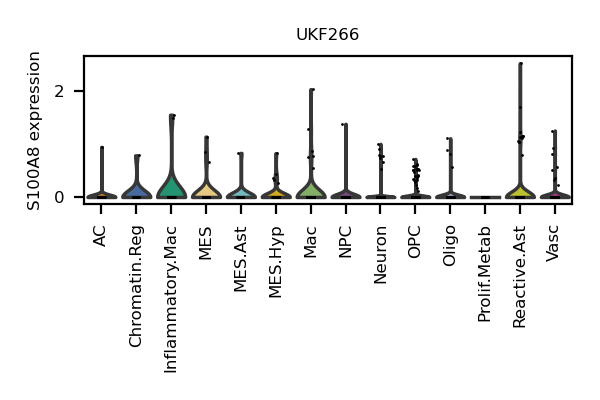 UKF266
S100A8 expression
2
0
AC
Chromatin.Reg
Inflammatory.Mac
MES
MES.Ast
MES.Hyp
Mac
NPC
Neuron
OPC
Oligo
Prolif.Metab
Reactive.Ast
Vasc